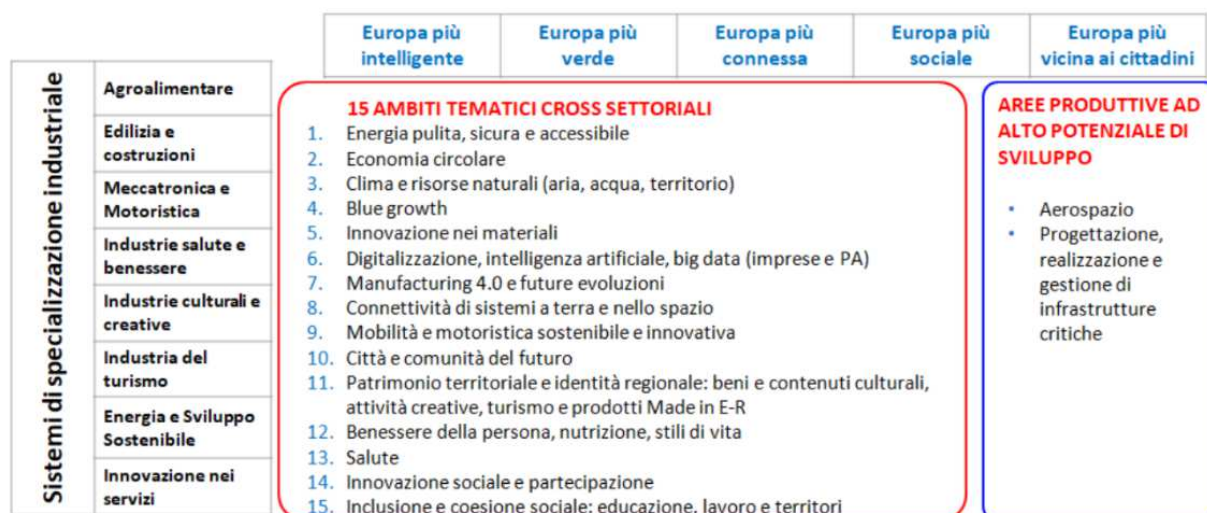 Europa più intelligente
Europa più verde
Europa più connessa
Europa più sociale
Europa più vicina ai cittadini
Sistemi di specializzazione industriale
Agroalimentare
Edilizia e
costruzioni
Meccatronica e
Motoristica
Industrie salute e
benessere
Industrie culturali e
creative
Industria del
turismo
Energia e Sviluppo
Sostenibile
Innovazione nei
servizi
15 AMBITI TEMATICI CROSS SETTORIALI
1. Energia pulita, sicura e accessibile
2. Economia circolare
3. Clima e risorse naturali (aria, acqua, territorio)
4. Blue growth
5. Innovazione nei materiali
6. Digitalizzazione, intelligenza artificiale, big data (imprese e PA)
7. Manufacturing 4.0 e future evoluzioni
8. Connettività di sistemi a terra e nello spazio
9. Mobilità e motoristica sostenibile e innovativa
10. Città e comunità del futuro
11. Patrimonio territoriale e identità regionale: beni e contenuti culturali,
attività creative, turismo e prodotti Made in E-R
12. Benessere della persona, nutrizione, stili di vita
13. Salute
14. Innovazione sociale e partecipazione
15. Inclusione e coesione sociale: educazione, lavoro e territori
AREE PRODUTTIVE AD
ALTO POTENZIALE DI
SVILUPPO
• Aerospazio
• Progettazione,
realizzazione e
gestione di
infrastrutture
critiche